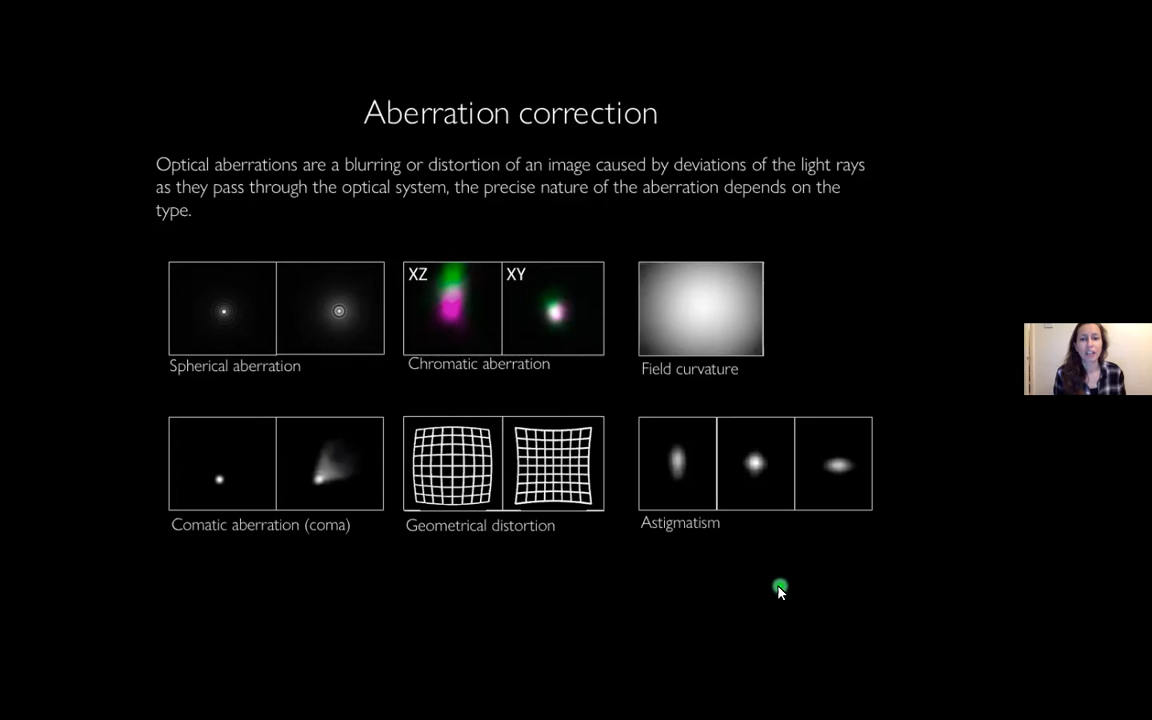 Aberration correction
Optical aberrations are a blurring or distortion of an image caused by deviations of the light rays
as they pass through the optical system, the precise nature of the aberration depends on the
type.
XZ
XY
Spherical aberration
Chromatic aberration
Field curvature
Comatic aberration (coma)
Geometrical distortion
Astigmatism